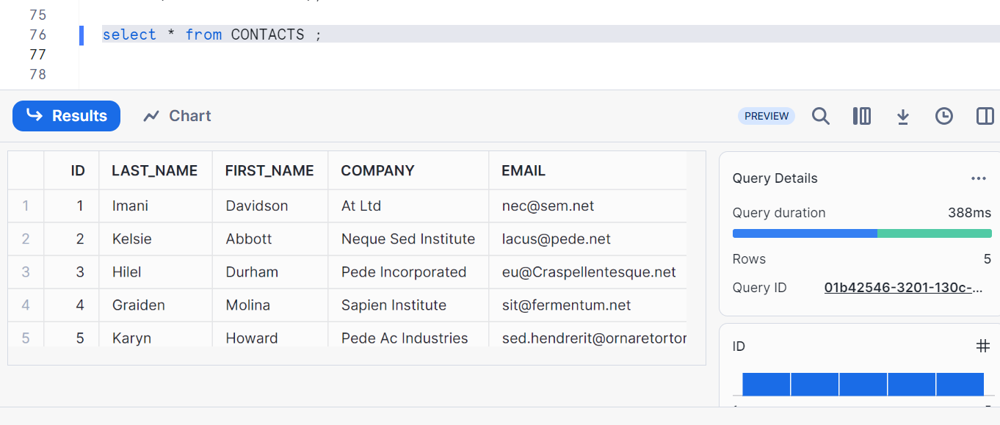 75
76 select * from CONTACTS ;
77
78
Results Chart PREVIEW
ID LAST_NAME FIRST_NAME COMPANY EMAIL
1 1 Imani Davidson At Ltd nec@sem.net
2 2 Kelsie Abbott Neque Sed Institute lacus@pede.net
3 3 Hilel Durham Pede Incorporated eu@Craspellentesque.net
4 4 Graiden Molina Sapien Institute sit@fermentum.net
5 5 Karyn Howard Pede Ac Industries sed.hendrerit@ornaretortor
Query Details ...
Query duration 388ms
Rows 5
Query ID 01b42546-3201-130c-...
ID #